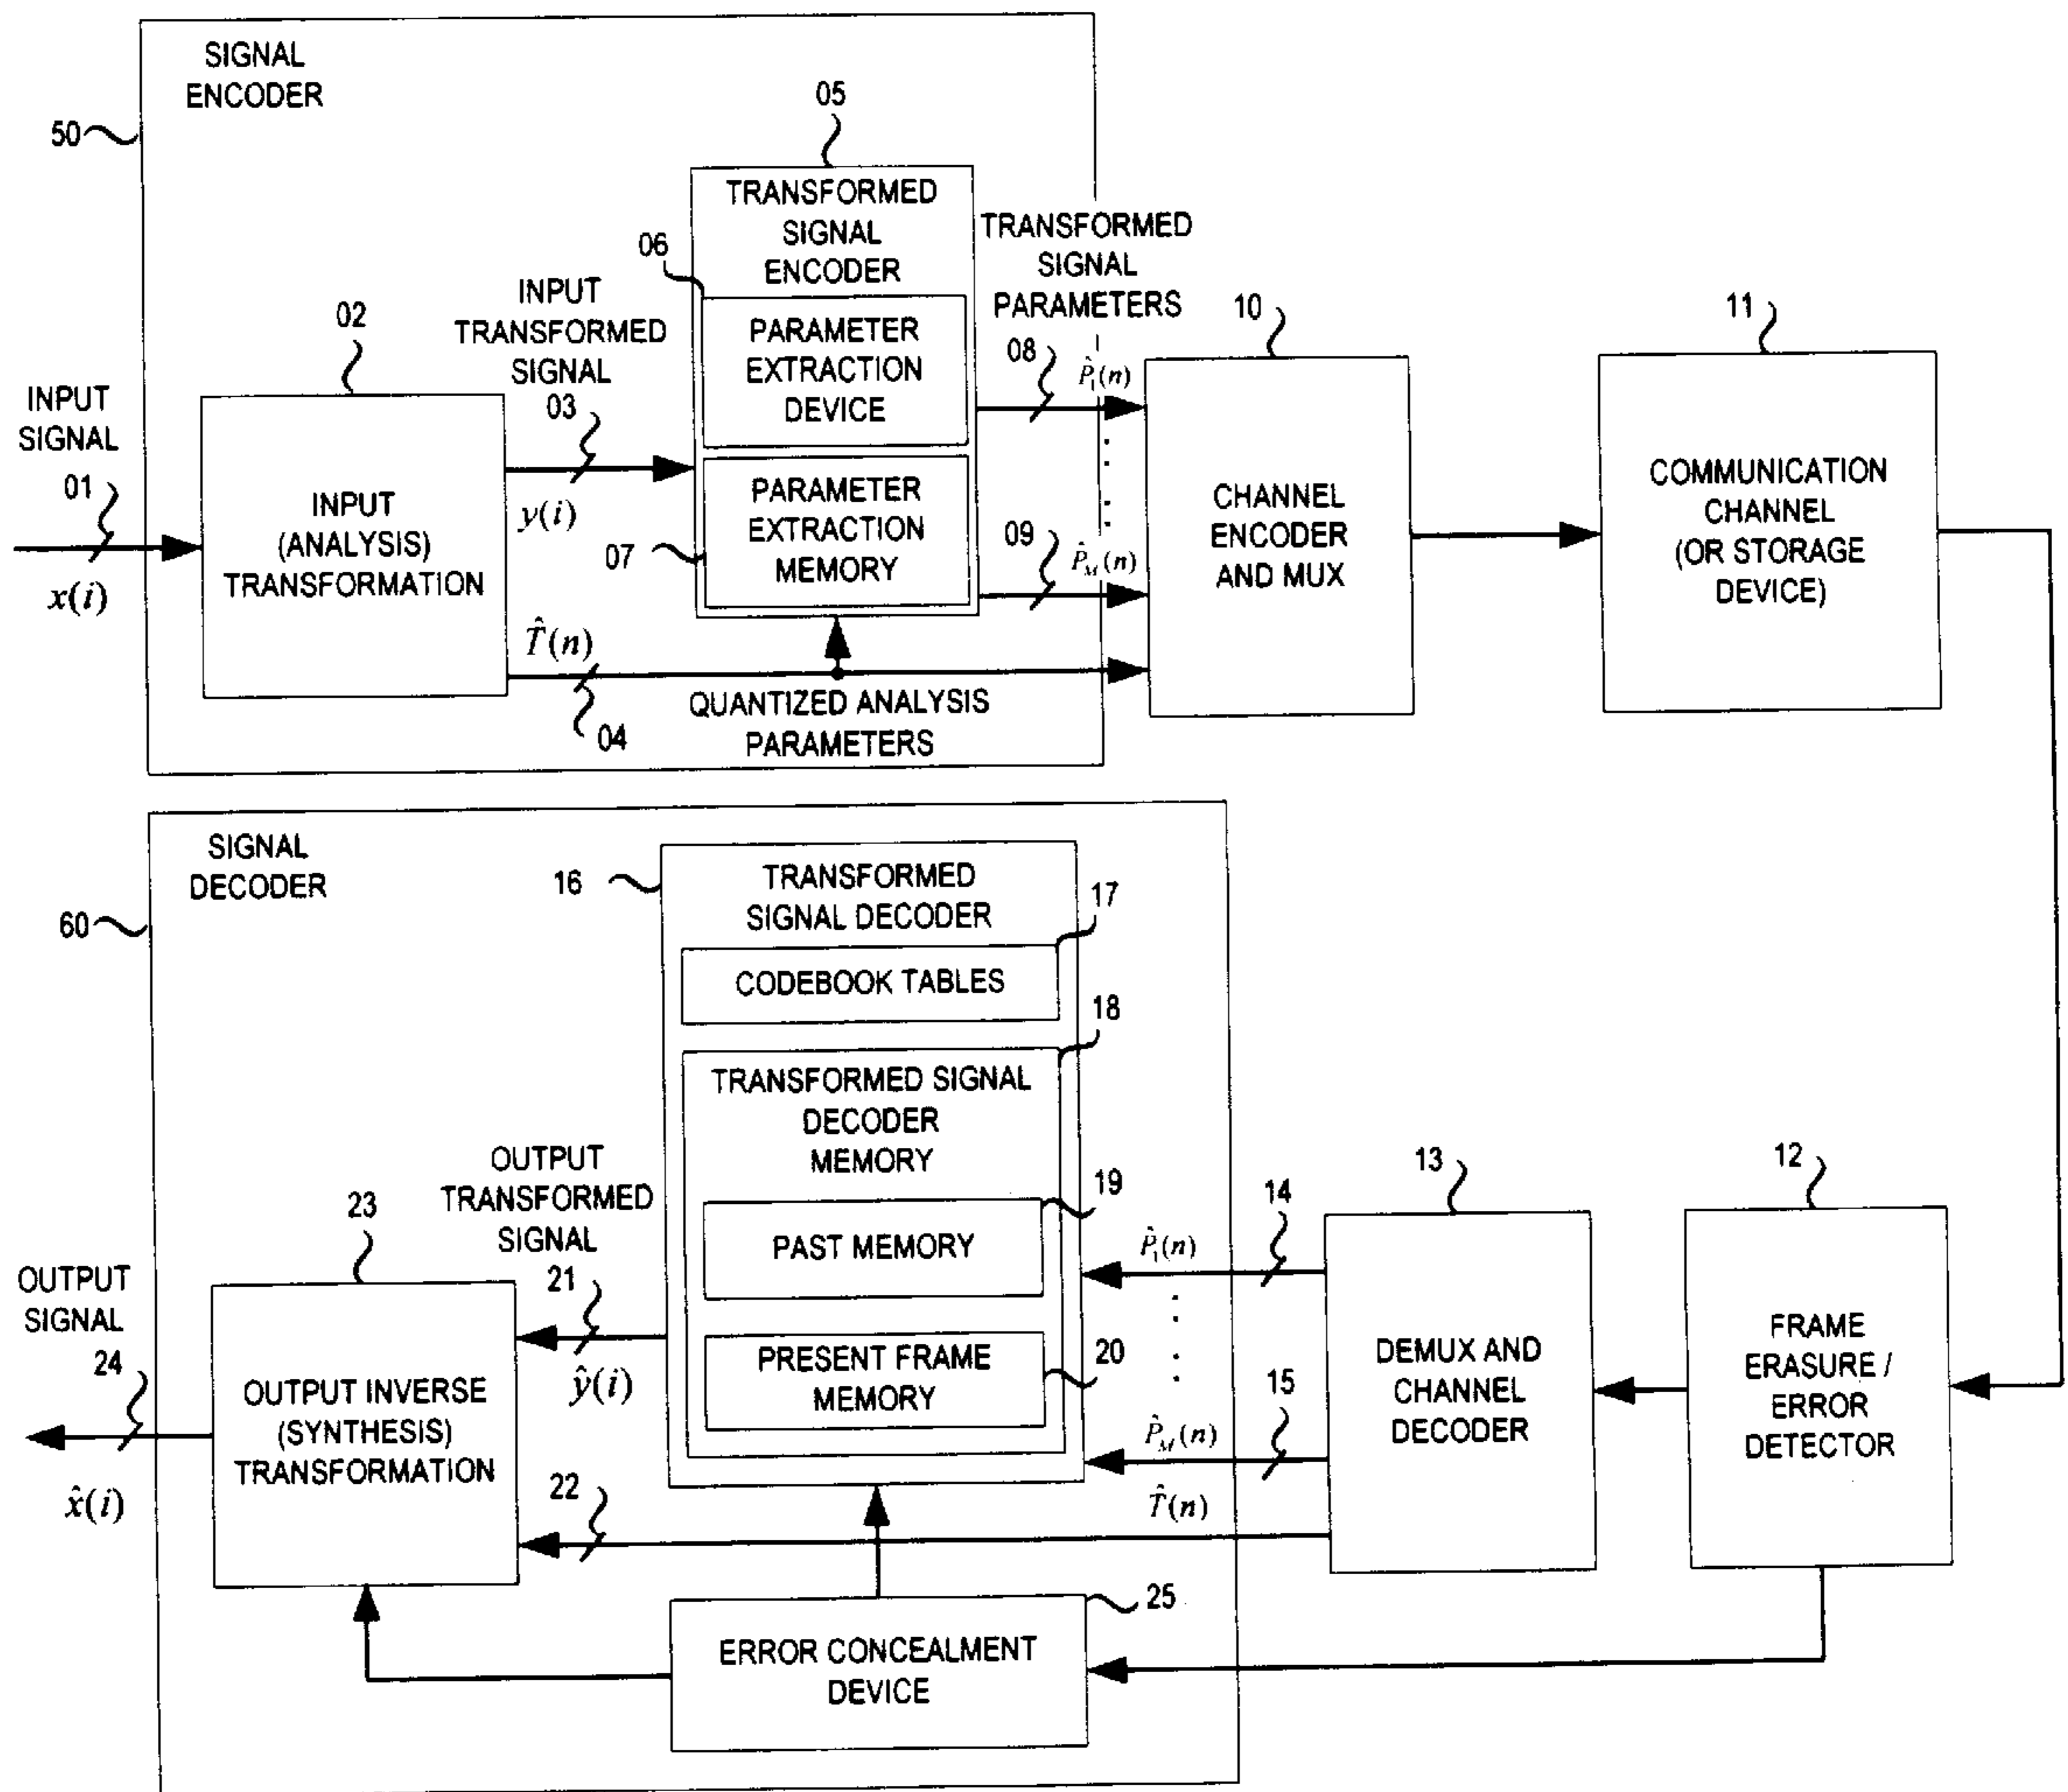 SIGNAL
ENCODER
50
05
TRANSFORMED
SIGNAL
ENCODER
06
PARAMETER
EXTRACTION
DEVICE
PARAMETER
EXTRACTION
MEMORY
07
TRANSFORMED
SIGNAL
PARAMETERS
INPUT
TRANSFORMED
SIGNAL
03
y(i)
02
INPUT
(ANALYSIS)
TRANSFORMATION
INPUT
SIGNAL
01
x(i)
T̂(n)
04
QUANTIZED ANALYSIS
PARAMETERS
08
P̂₁(n)
09
P̂_M(n)
10
CHANNEL
ENCODER
AND MUX
11
COMMUNICATION
CHANNEL
(OR STORAGE
DEVICE)
SIGNAL
DECODER
60
16
TRANSFORMED
SIGNAL DECODER
17
CODEBOOK TABLES
18
TRANSFORMED SIGNAL
DECODER
MEMORY
19
PAST MEMORY
20
PRESENT FRAME
MEMORY
OUTPUT
TRANSFORMED
SIGNAL
21
ŷ(i)
23
OUTPUT INVERSE
(SYNTHESIS)
TRANSFORMATION
OUTPUT
SIGNAL
24
x̂(i)
22
14
P̂₁(n)
15
P̂_M(n)
T̂(n)
13
DEMUX AND
CHANNEL
DECODER
12
FRAME
ERASURE /
ERROR
DETECTOR
25
ERROR CONCEALMENT
DEVICE